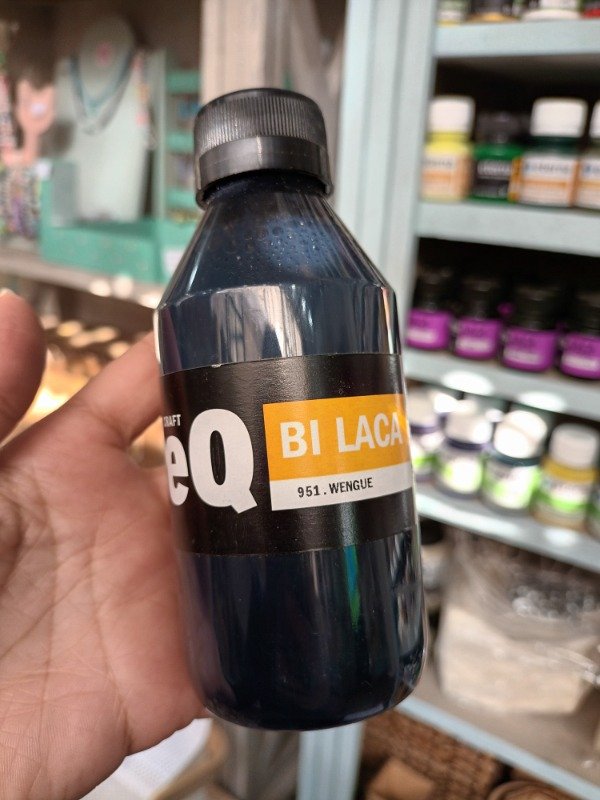 CRAFT
eQ
BI LACA
951.WENGUE